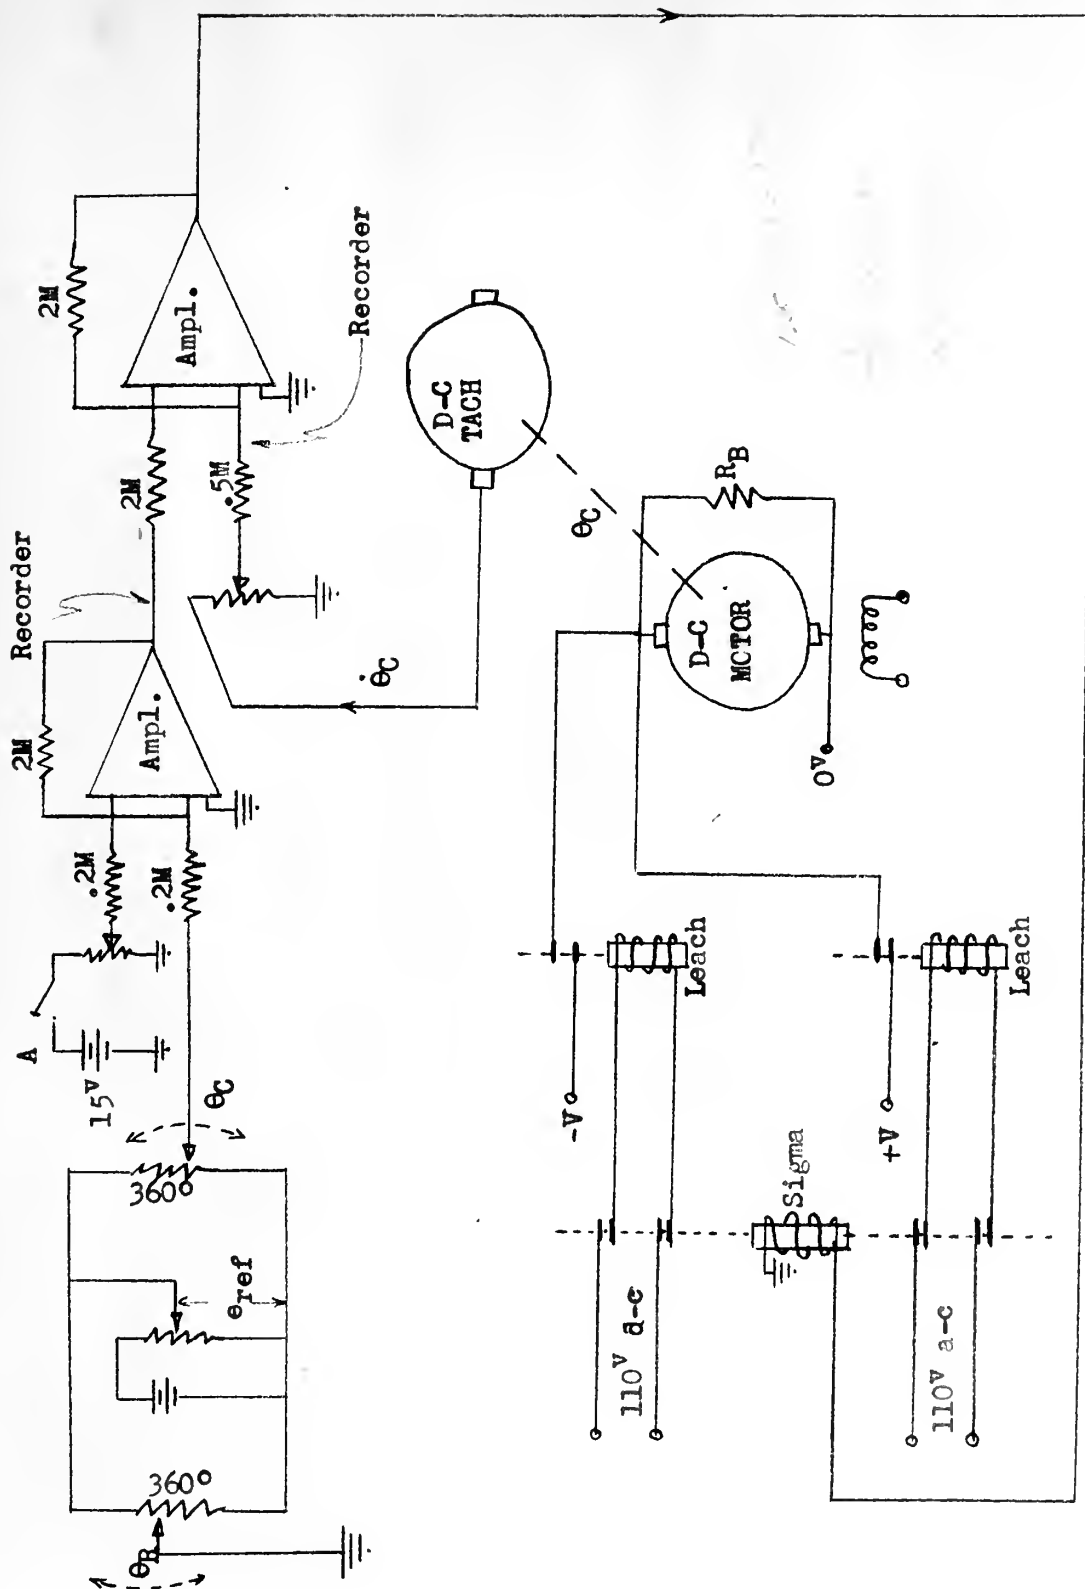 Recorder
2M
Ampl.
2M
.5M
Recorder
2M
Ampl.
.2M
.2M
A
15V
θC
360°
eref
360°
θR
θ̇C
D-C
TACH
θC
RB
D-C
MOTOR
0V
Leach
-V
Leach
+V
Sigma
110V a-c
110V a-c